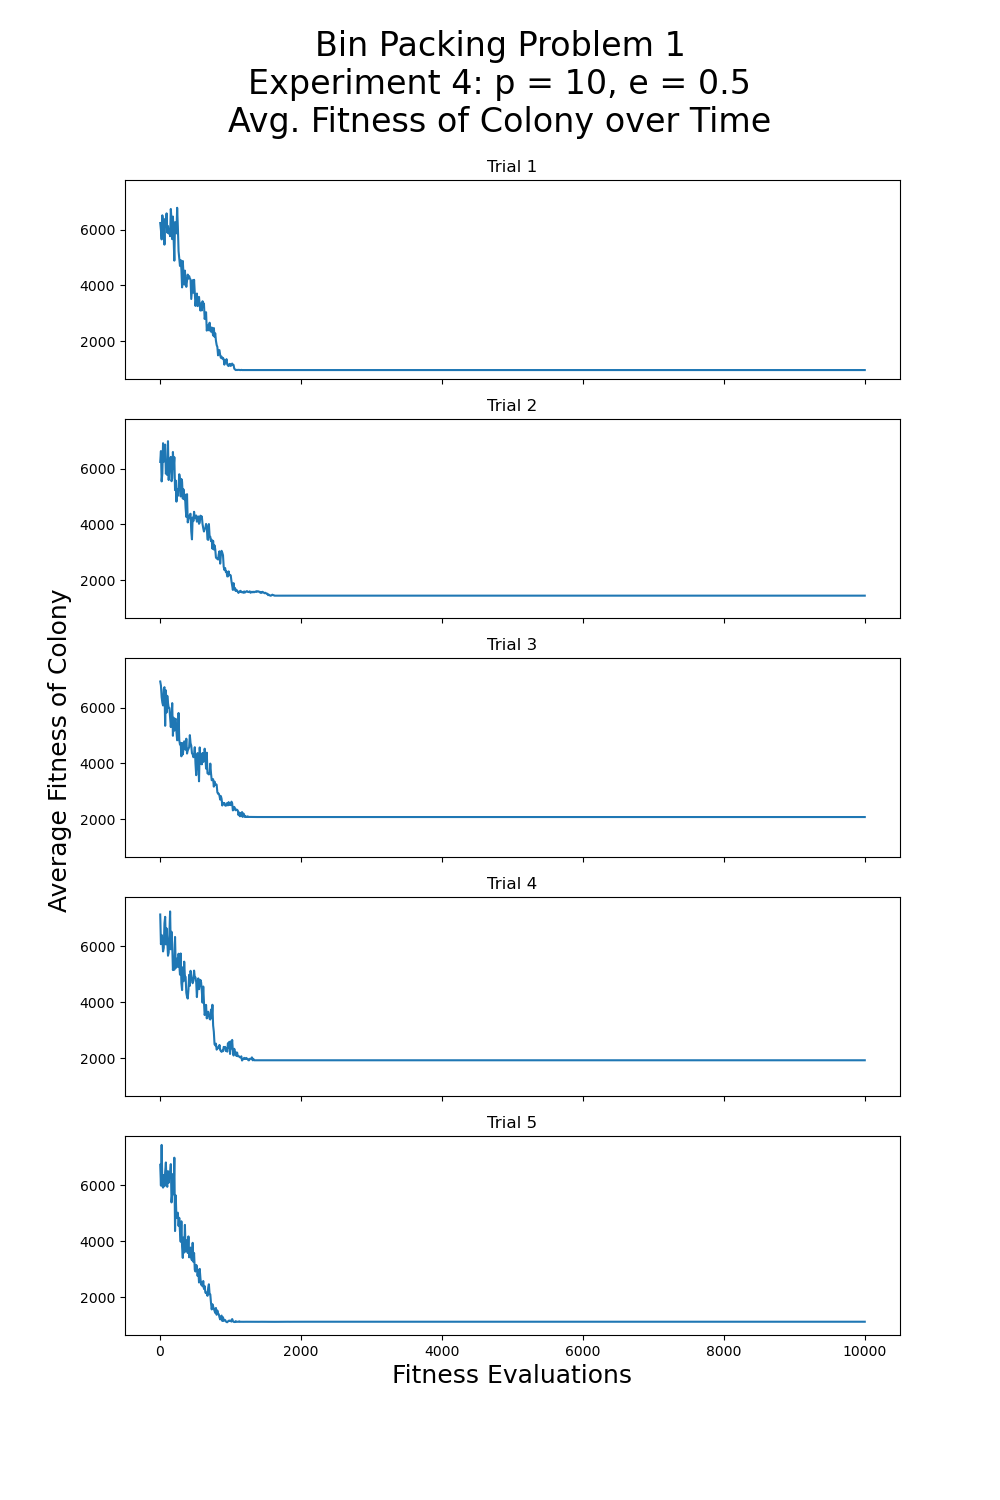 Bin Packing Problem 1
Experiment 4: p = 10, e = 0.5
Avg. Fitness of Colony over Time
Trial 1
6000
4000
2000
Trial 2
6000
4000
2000
Trial 3
6000
4000
2000
Trial 4
6000
4000
2000
Trial 5
6000
4000
2000
0 2000 4000 6000 8000 10000
Fitness Evaluations
Average Fitness of Colony